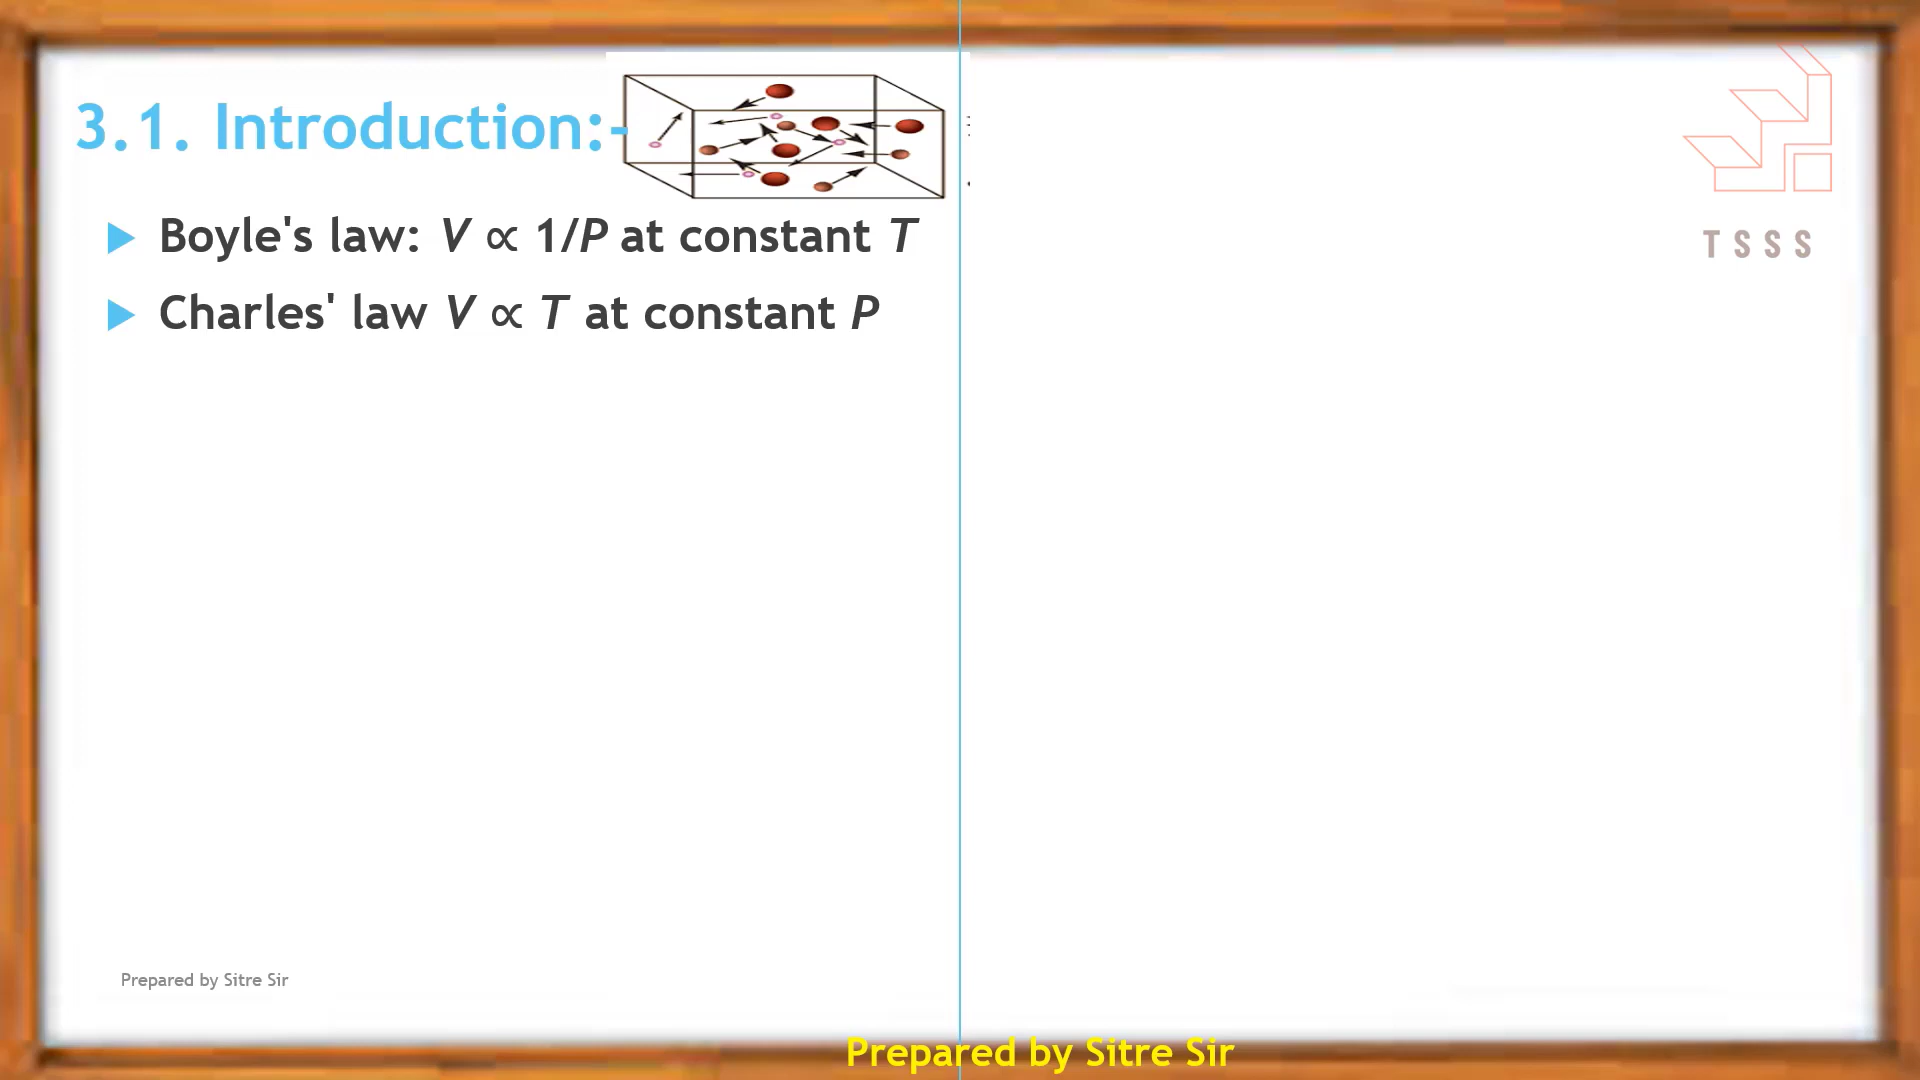 3.1. Introduction:-
Boyle's law: V ∝ 1/P at constant T
Charles' law V ∝ T at constant P
TSSS
Prepared by Sitre Sir
Prepared by Sitre Sir